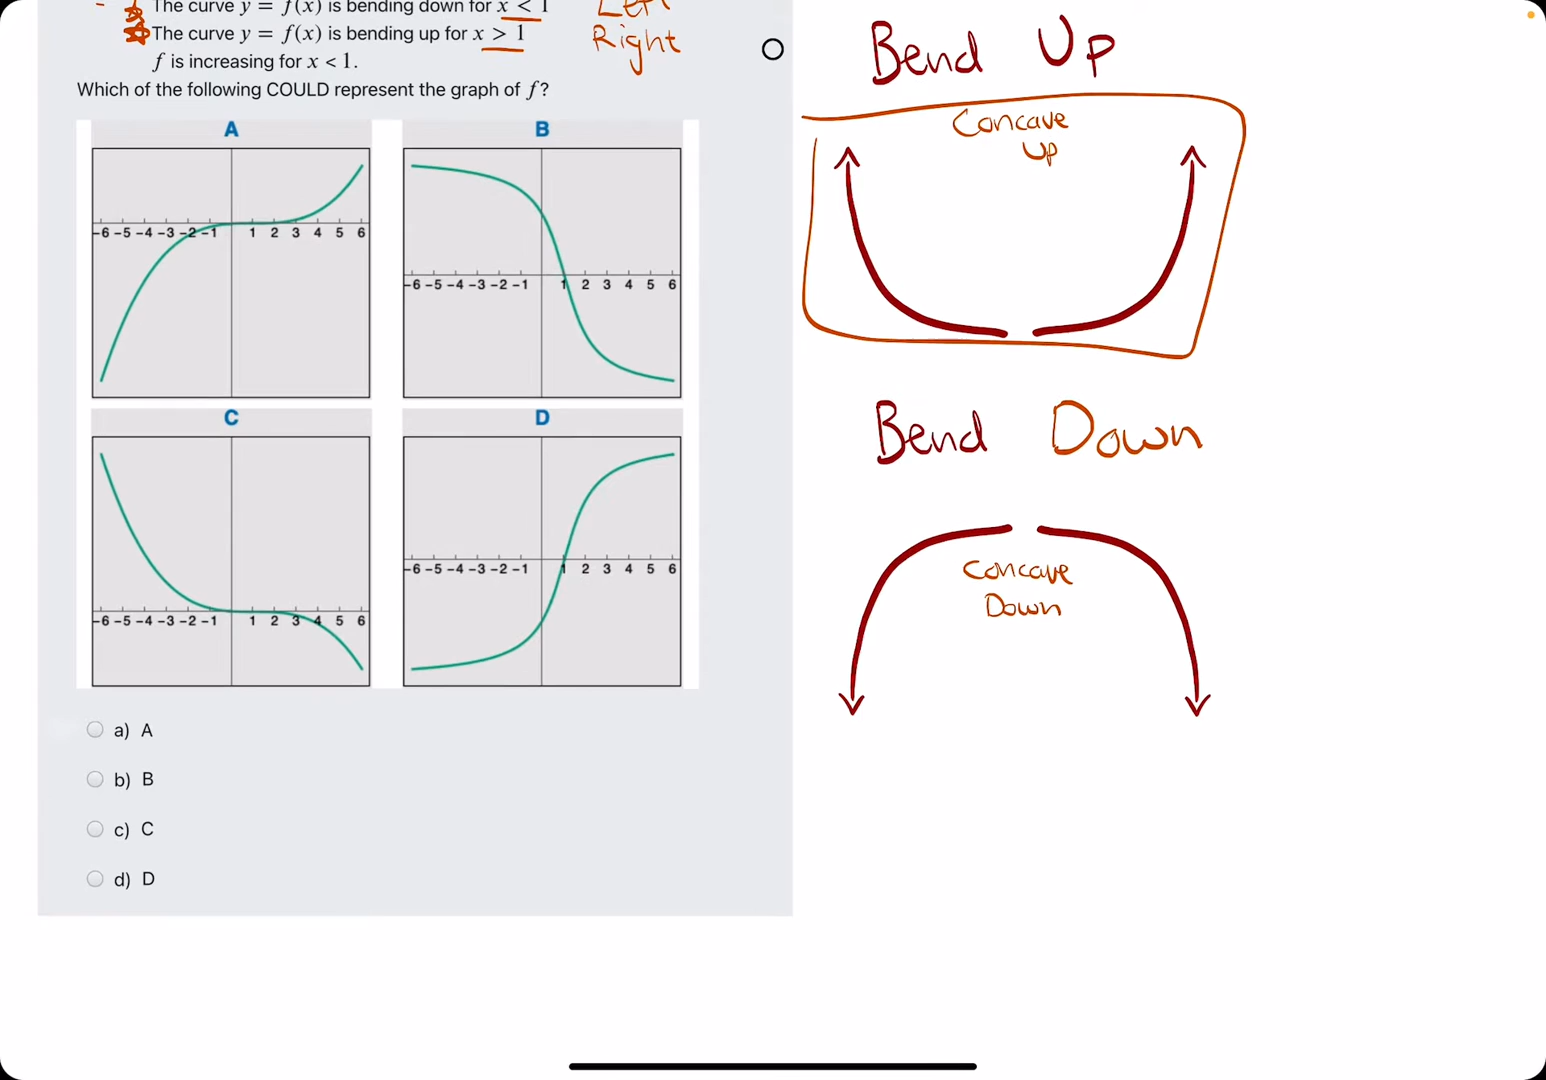 The curve y = f(x) is bending down for x < 1 Left
The curve y = f(x) is bending up for x > 1 Right
f is increasing for x < 1.
Which of the following COULD represent the graph of f?
A B
-6 -5 -4 -3 -2 -1 1 2 3 4 5 6
-6 -5 -4 -3 -2 -1 1 2 3 4 5 6
C D
-6 -5 -4 -3 -2 -1 1 2 3 4 5 6
-6 -5 -4 -3 -2 -1 1 2 3 4 5 6
a) A
b) B
c) C
d) D
Bend Up
Concave
Up
Bend Down
Concave
Down